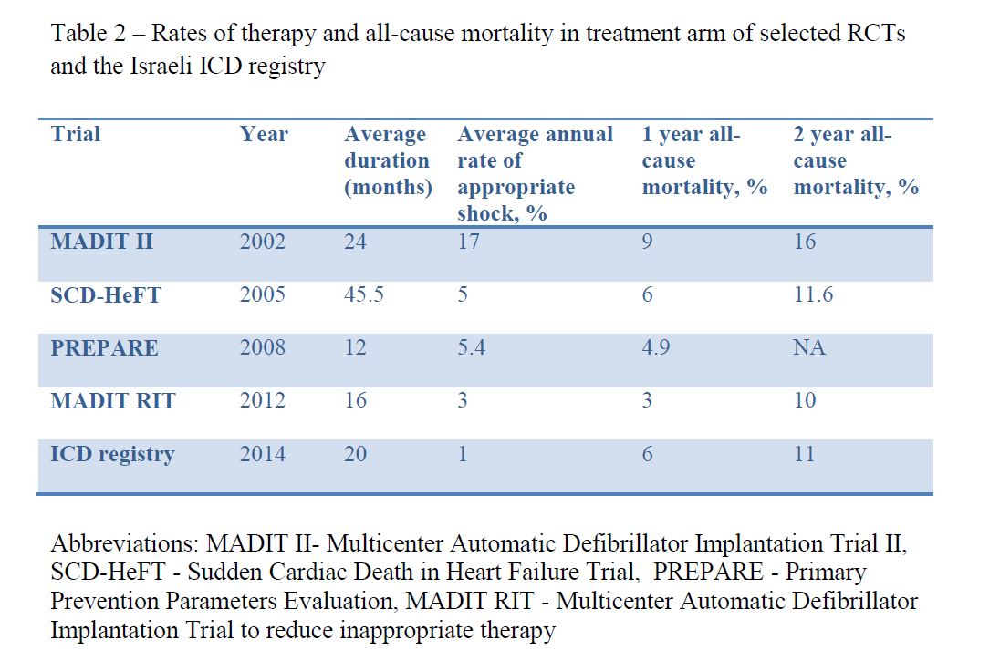 Table 2 – Rates of therapy and all-cause mortality in treatment arm of selected RCTs
and the Israeli ICD registry
Trial Year Average duration (months) Average annual rate of appropriate shock, % 1 year all-cause mortality, % 2 year all-cause mortality, %
MADIT II 2002 24 17 9 16
SCD-HeFT 2005 45.5 5 6 11.6
PREPARE 2008 12 5.4 4.9 NA
MADIT RIT 2012 16 3 3 10
ICD registry 2014 20 1 6 11
Abbreviations: MADIT II- Multicenter Automatic Defibrillator Implantation Trial II,
SCD-HeFT - Sudden Cardiac Death in Heart Failure Trial,  PREPARE - Primary
Prevention Parameters Evaluation, MADIT RIT - Multicenter Automatic Defibrillator
Implantation Trial to reduce inappropriate therapy